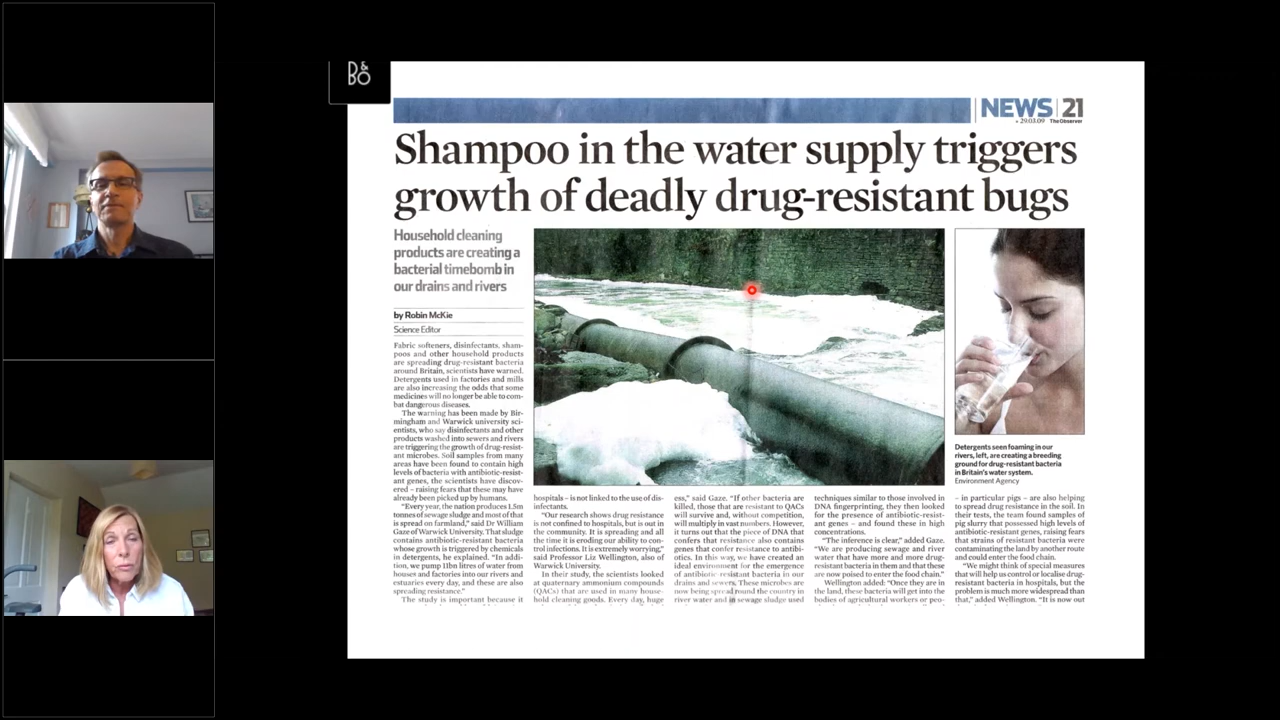 D&
BO
NEWS 21
29.03.09 The Observer
Shampoo in the water supply triggers
growth of deadly drug-resistant bugs
Household cleaning
products are creating a
bacterial timebomb in
our drains and rivers
by Robin McKie
Science Editor
Fabric softeners, disinfectants, sham-
poos and other household products
are spreading drug-resistant bacteria
around Britain, scientists have warned.
Detergents used in factories and mills
are also increasing the odds that some
medicines will no longer be able to com-
bat dangerous diseases.
The warning has been made by Bir-
mingham and Warwick university sci-
entists, who say disinfectants and other
products washed into sewers and rivers
are triggering the growth of drug-resist-
ant microbes. Soil samples from many
areas have been found to contain high
levels of bacteria with antibiotic-resist-
ant genes, the scientists have discov-
ered – raising fears that these may have
already been picked up by humans.
"Every year, the nation produces 1.5m
tonnes of sewage sludge and most of that
is spread on farmland," said Dr William
Gaze of Warwick University. That sludge
contains antibiotic-resistant bacteria
whose growth is triggered by chemicals
in detergents, he explained. "In addi-
tion, we pump 11bn litres of water from
houses and factories into our rivers and
estuaries every day, and these are also
spreading resistance."
The study is important because it
hospitals – is not linked to the use of dis-
infectants.
"Our research shows drug resistance
is not confined to hospitals, but is out in
the community. It is spreading and all
the time it is eroding our ability to con-
trol infections. It is extremely worrying,"
said Professor Liz Wellington, also of
Warwick University.
In their study, the scientists looked
at quaternary ammonium compounds
(QACs) that are used in many house-
hold cleaning goods. Every day, huge
ess," said Gaze. "If other bacteria are
killed, those that are resistant to QACs
will survive and, without competition,
will multiply in vast numbers. However,
it turns out that the piece of DNA that
confers that resistance also contains
genes that confer resistance to antibi-
otics. In this way, we have created an
ideal environment for the emergence
of antibiotic resistant bacteria in our
drains and sewers. These microbes are
now being spread round the country in
river water and in sewage sludge used
techniques similar to those involved in
DNA fingerprinting, they then looked
for the presence of antibiotic-resist-
ant genes – and found these in high
concentrations.
"The inference is clear," added Gaze.
"We are producing sewage and river
water that have more and more drug-
resistant bacteria in them and that these
are now poised to enter the food chain."
Wellington added: "Once they are in
the land, these bacteria will get into the
bodies of agricultural workers or peo-
Detergents seen foaming in our
rivers, left, are creating a breeding
ground for drug-resistant bacteria
in Britain's water system.
Environment Agency
– in particular pigs – are also helping
to spread drug resistance in the soil. In
their tests, the team found samples of
pig slurry that possessed high levels of
antibiotic-resistant genes, raising fears
that strains of resistant bacteria were
contaminating the land by another route
and could enter the food chain.
"We might think of special measures
that will help us control or localise drug-
resistant bacteria in hospitals, but the
problem is much more widespread than
that," added Wellington. "It is now out